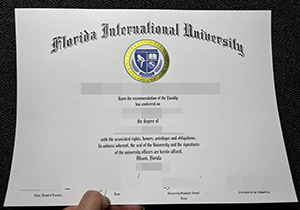 Florida International University
Upon the recommendation of the Faculty
has conferred on
the degree of
with the associated rights, honors, privileges and obligations.
In witness whereof, the seal of the University and the signatures
of the university officers are hereto affixed.
Miami, Florida